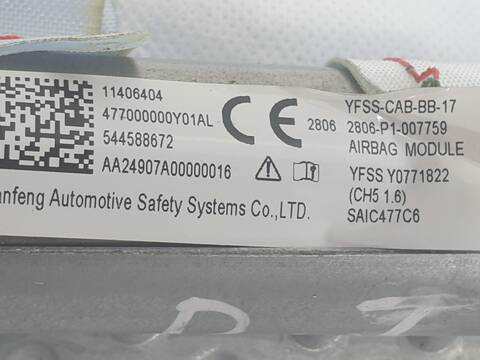 11406404
477000000Y01AL
544588672
AA24907A00000016
CE 2806
YFSS-CAB-BB-17
2806-P1-007759
AIRBAG MODULE
YFSS Y0771822
(CH5 1.6)
SAIC477C6
anfeng Automotive Safety Systems Co.,LTD.